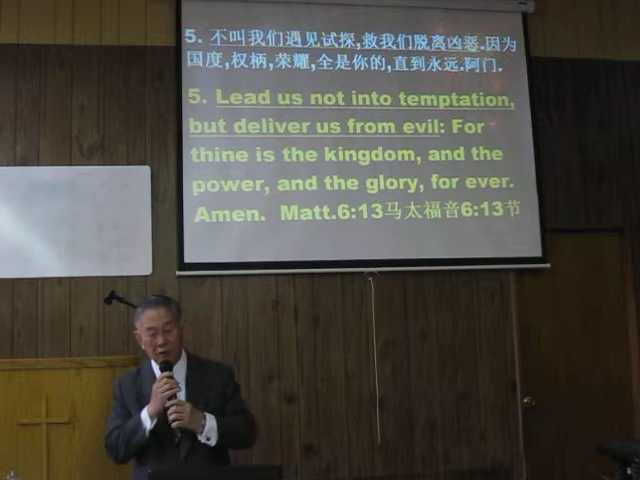 5. 不叫我们遇见试探,救我们脱离凶恶.因为
国度,权柄,荣耀,全是你的,直到永远.阿门.
5. Lead us not into temptation,
but deliver us from evil: For
thine is the kingdom, and the
power, and the glory, for ever.
Amen. Matt.6:13马太福音6:13节